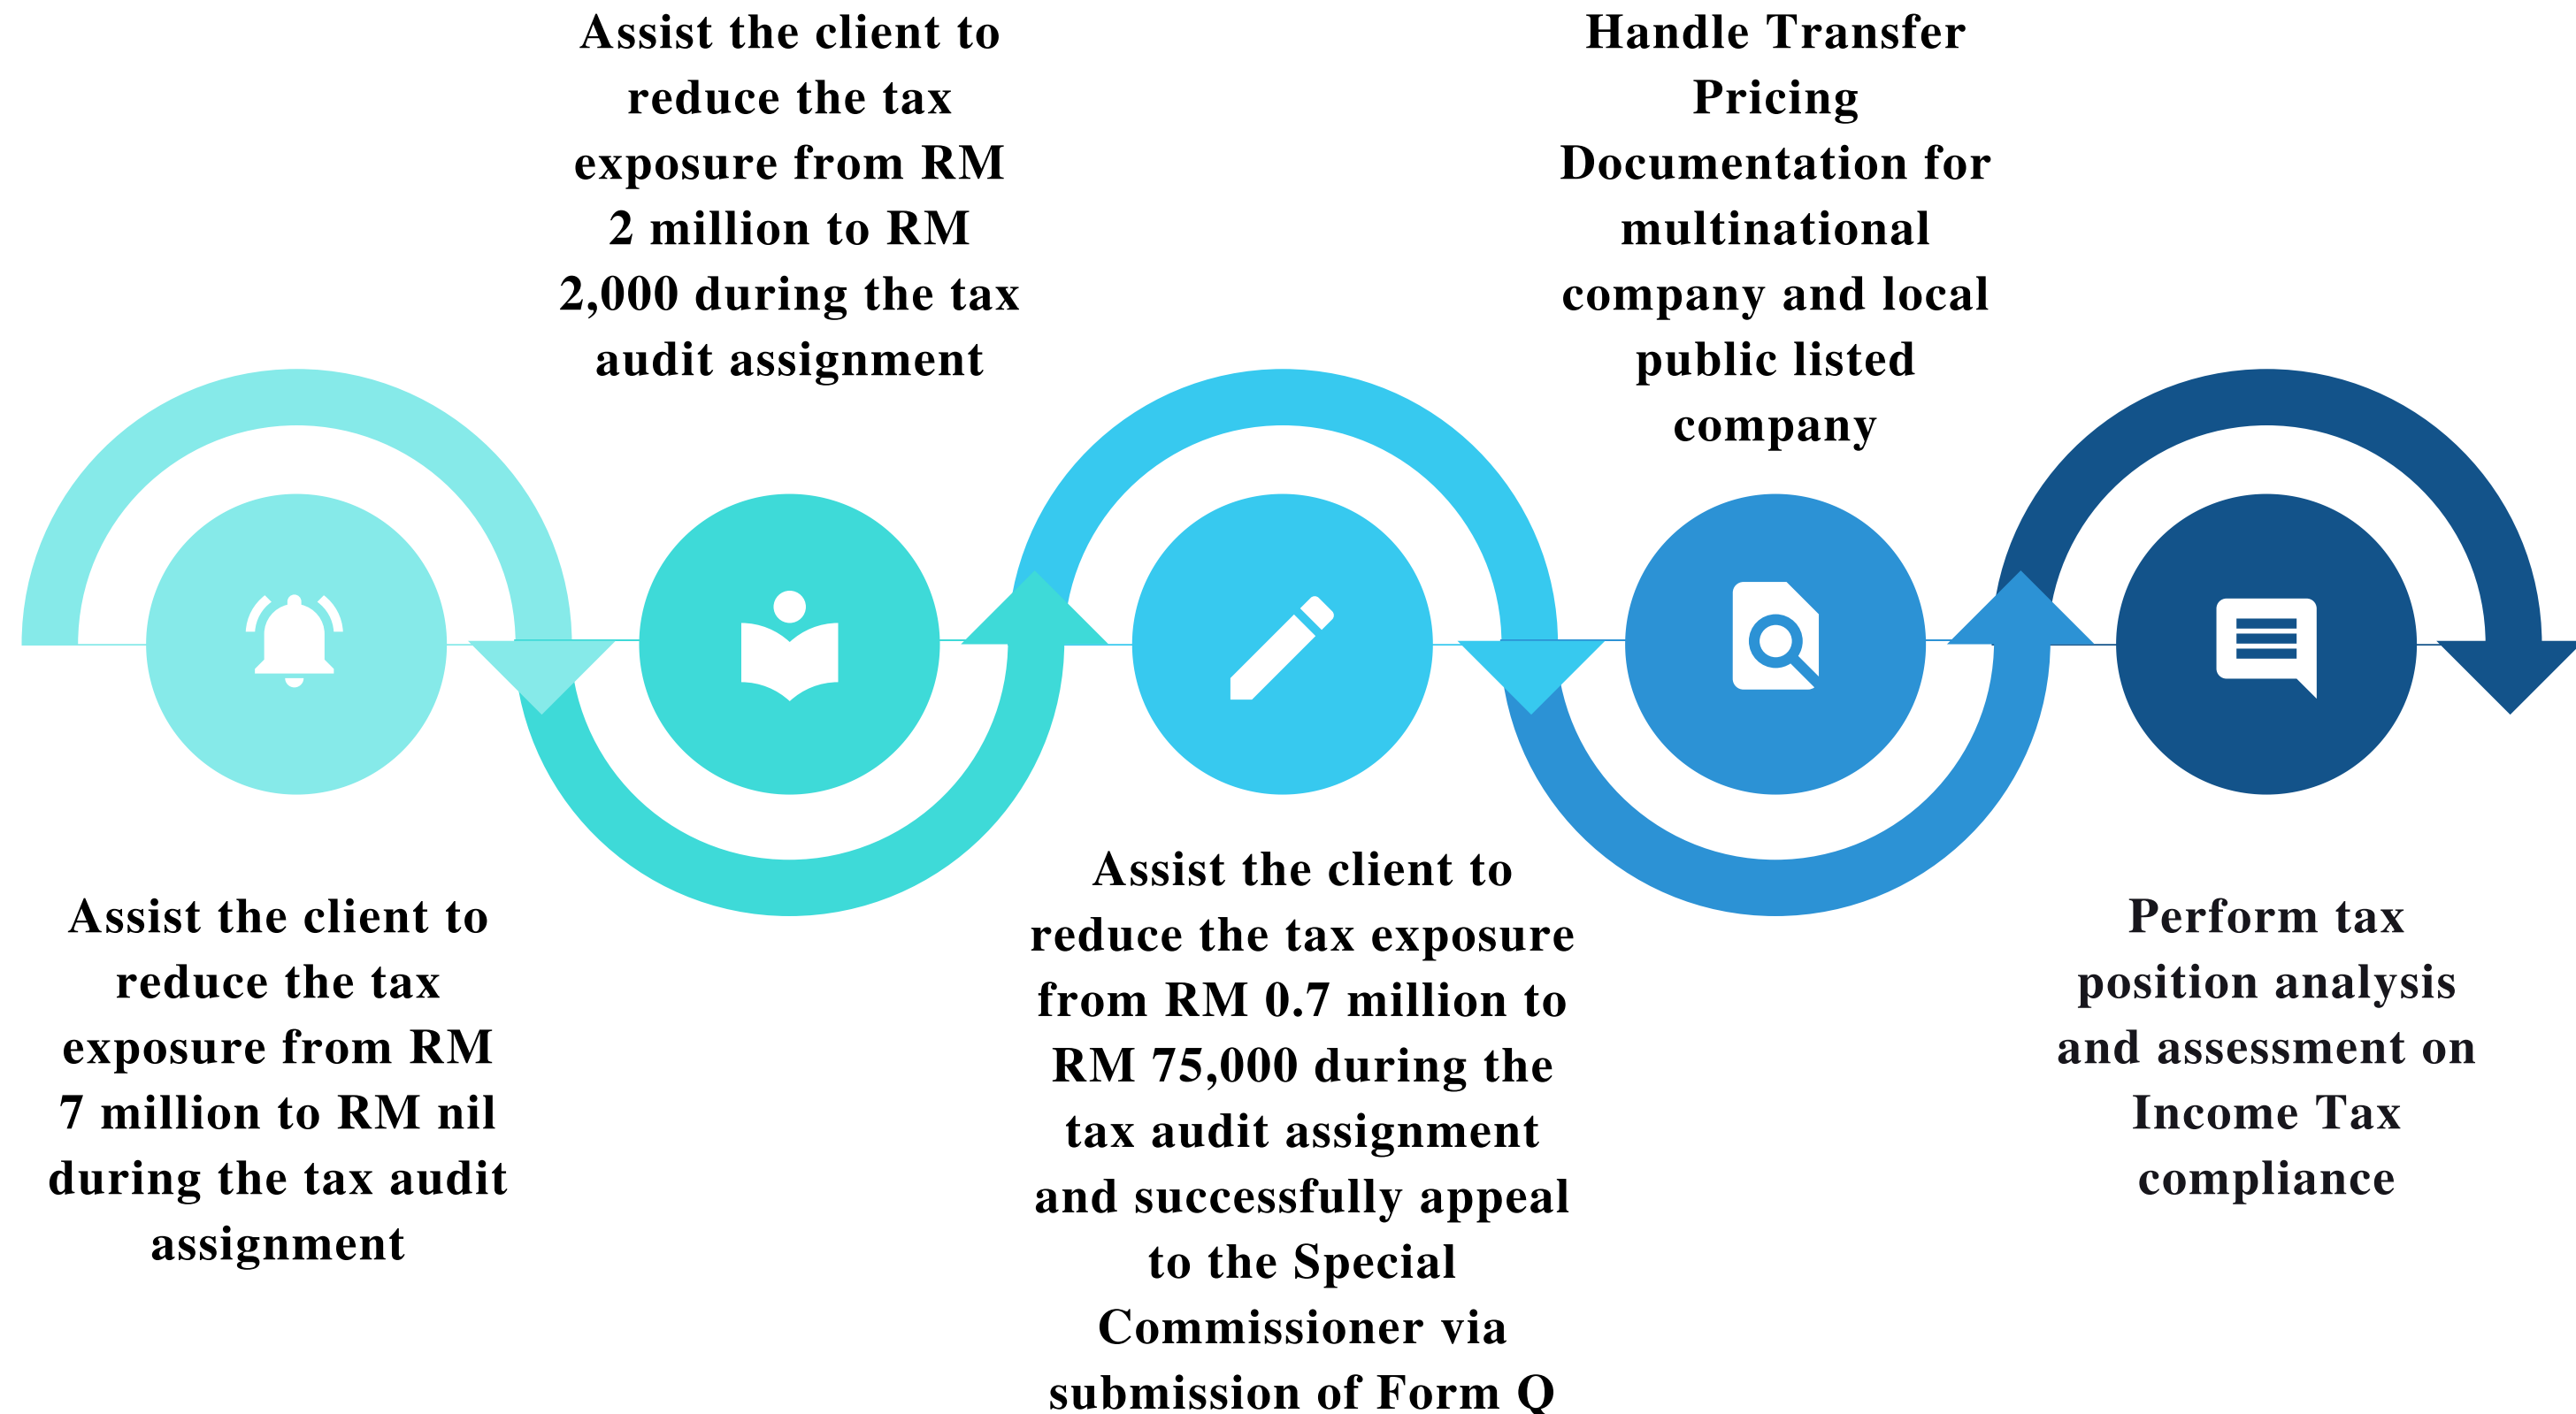 Assist the client to
reduce the tax
exposure from RM
7 million to RM nil
during the tax audit
assignment
Assist the client to
reduce the tax
exposure from RM
2 million to RM
2,000 during the tax
audit assignment
Assist the client to
reduce the tax exposure
from RM 0.7 million to
RM 75,000 during the
tax audit assignment
and successfully appeal
to the Special
Commissioner via
submission of Form Q
Handle Transfer
Pricing
Documentation for
multinational
company and local
public listed
company
Perform tax
position analysis
and assessment on
Income Tax
compliance